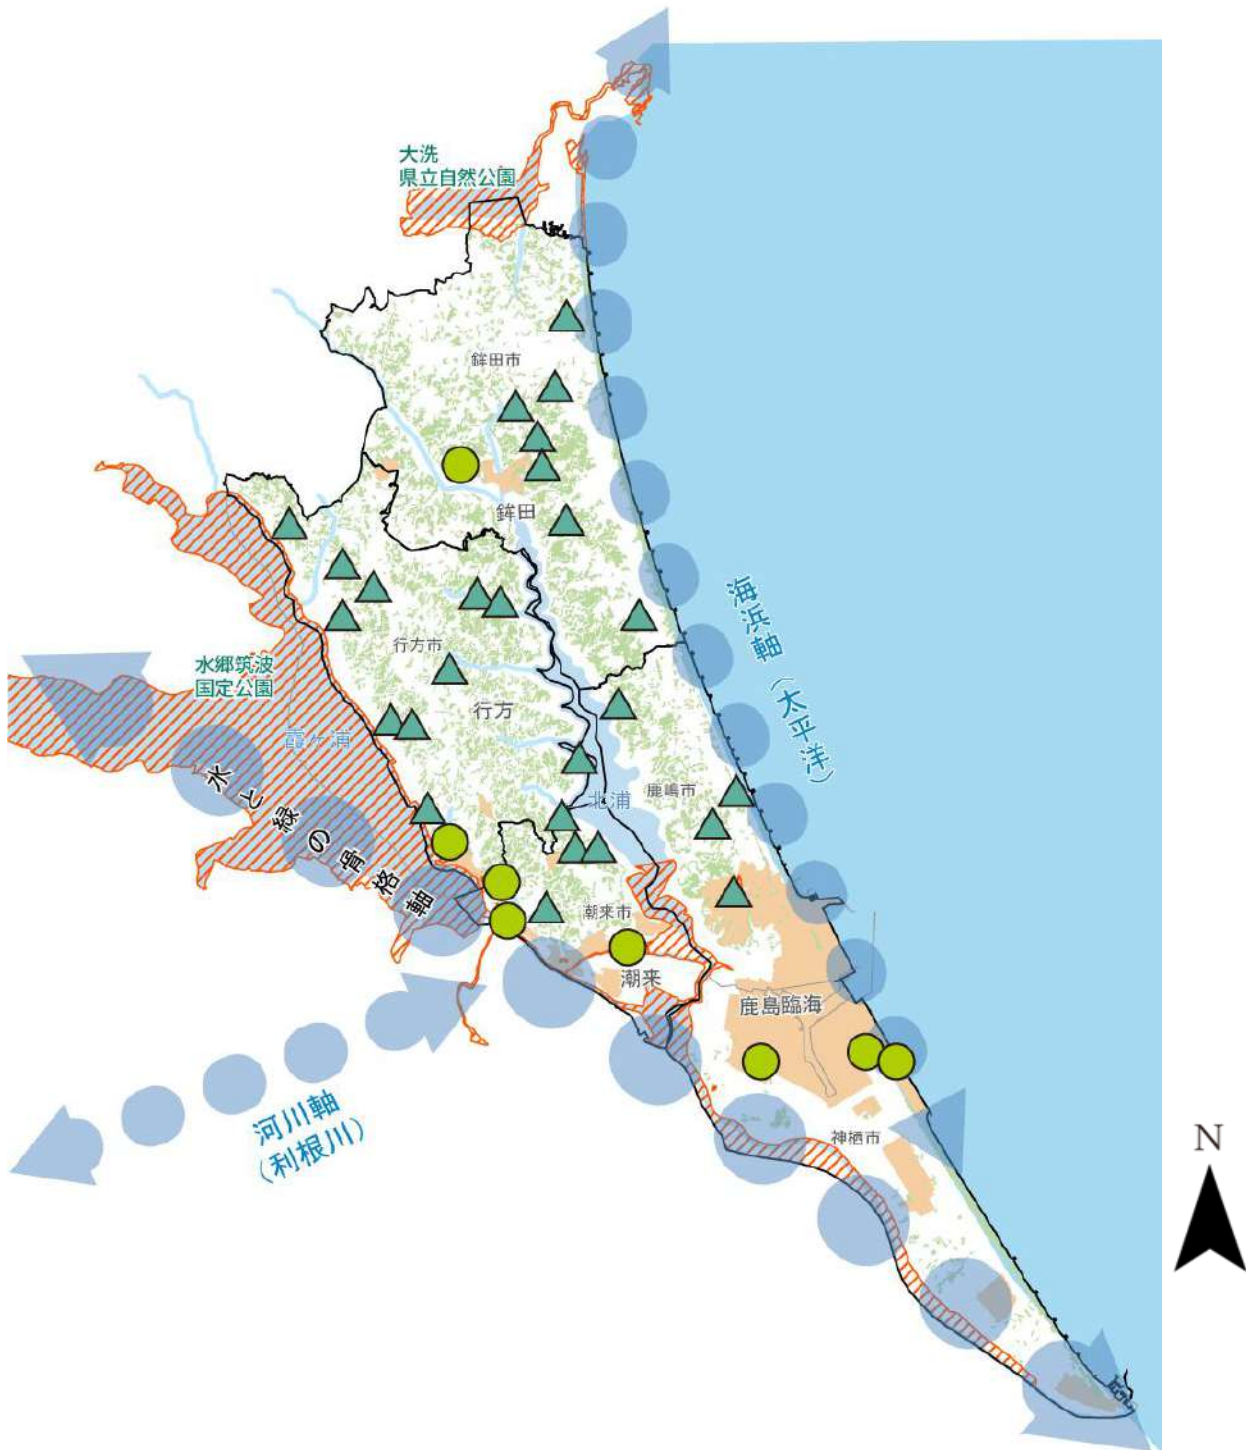 大洗
県立自然公園
鉾田市
鉾田
海浜軸(太平洋)
行方市
水郷筑波
国定公園
行方
霞ヶ浦
水と緑の骨格軸
北浦
鹿嶋市
潮来市
潮来
鹿島臨海
河川軸
(利根川)
神栖市
N